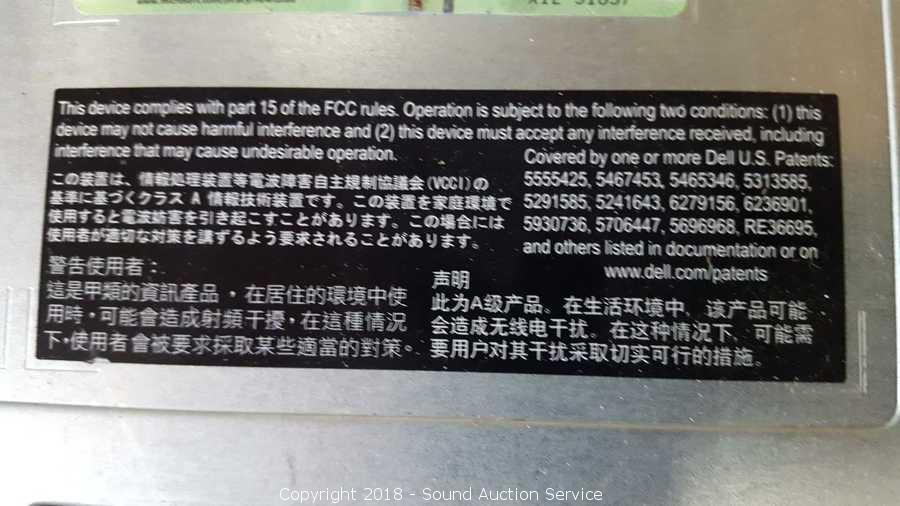 This device complies with part 15 of the FCC rules. Operation is subject to the following two conditions: (1) this
device may not cause harmful interference and (2) this device must accept any interference received, including
interference that may cause undesirable operation.
Covered by one or more Dell U.S. Patents:
5555425, 5467453, 5465346, 5313585,
5291585, 5241643, 6279156, 6236901,
5930736, 5706447, 5696968, RE36695,
and others listed in documentation or on
www.dell.com/patents
この装置は、情報処理装置等電波障害自主規制協議会(VCCI)の
基準に基づくクラス A 情報技術装置です。この装置を家庭環境で
使用すると電波妨害を引き起こすことがあります。この場合には
使用者が適切な対策を講ずるよう要求されることがあります。
警告使用者：
這是甲類的資訊產品，在居住的環境中使
用時，可能會造成射頻干擾，在這種情況
下，使用者會被要求採取某些適當的對策。
声明
此为A级产品。在生活环境中，该产品可能
会造成无线电干扰。在这种情况下，可能需
要用户对其干扰采取切实可行的措施。
Copyright 2018 - Sound Auction Service